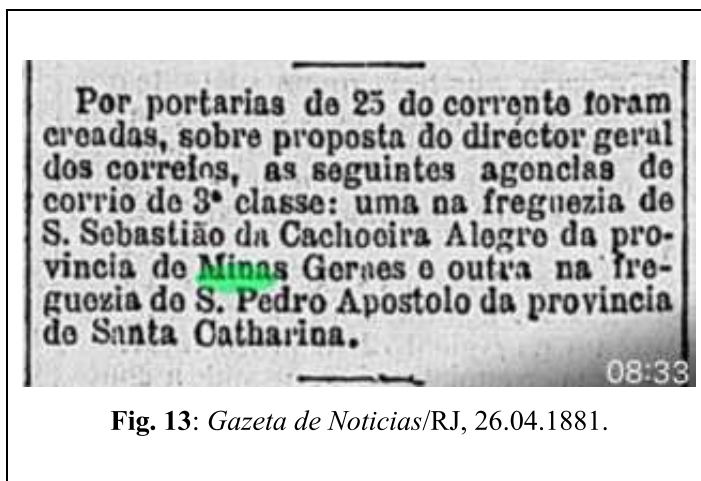 Por portarias de 25 do corrente foram
creadas, sobre proposta do diréctor geral
dos correios, as seguintes agencias de
corrio de 3ª classe: uma na freguezia de
S. Sebastião da Cachoeira Alegre da pro-
vincia de Minas Geraes e outra na fre-
guezia de S. Pedro Apostolo da provincia
de Santa Catharina.
08:33
Fig. 13: Gazeta de Noticias/RJ, 26.04.1881.